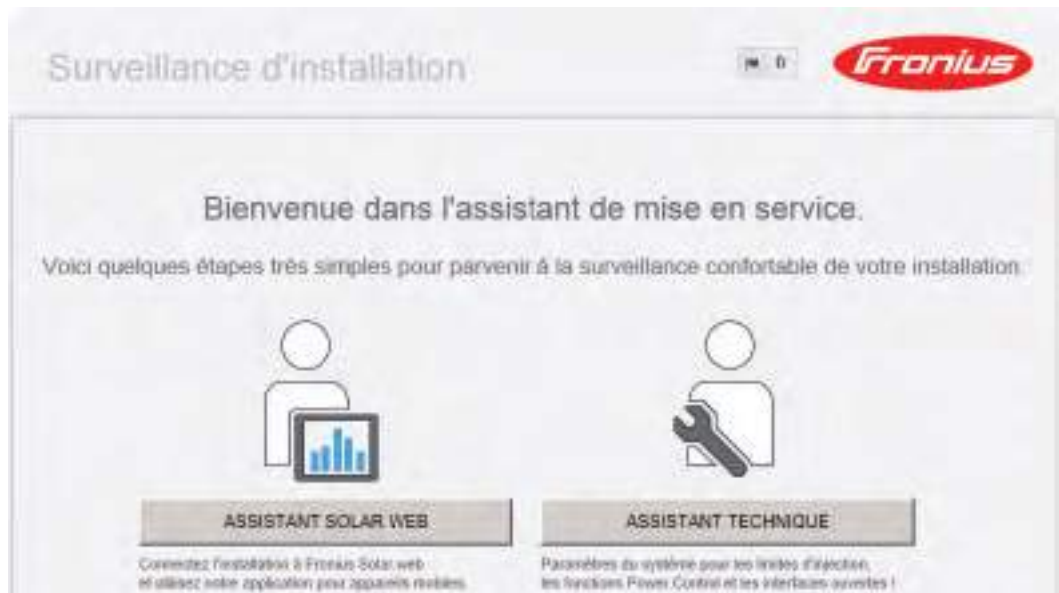 Surveillance d'installation
0
Fronius
Bienvenue dans l'assistant de mise en service.
Voici quelques étapes très simples pour parvenir à la surveillance confortable de votre installation.
ASSISTANT SOLAR WEB
ASSISTANT TECHNIQUE
Connectez l'installation à Fronius Solar.web
et utilisez notre application pour appareils mobiles.
Paramètres du système pour les limites d'injection,
les fonctions Power Control et les interfaces ouvertes !